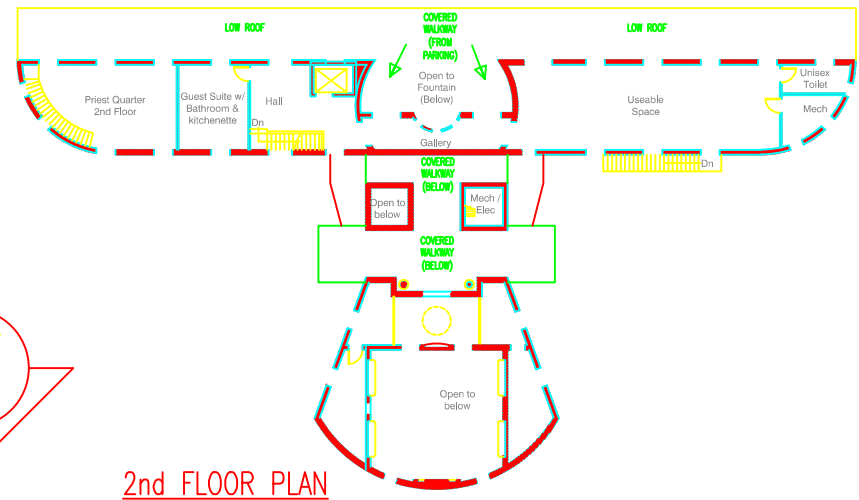 LOW ROOF
COVERED
WALKWAY
(FROM
PARKING)
LOW ROOF
Priest Quarter
2nd Floor
Guest Suite w/
Bathroom &
kitchenette
Hall
Dn
Open to
Fountain
(Below)
Gallery
Useable
Space
Unisex
Toilet
Mech
Dn
COVERED
WALKWAY
(BELOW)
Open to
below
Mech /
Elec
COVERED
WALKWAY
(BELOW)
Open to
below
2nd FLOOR PLAN